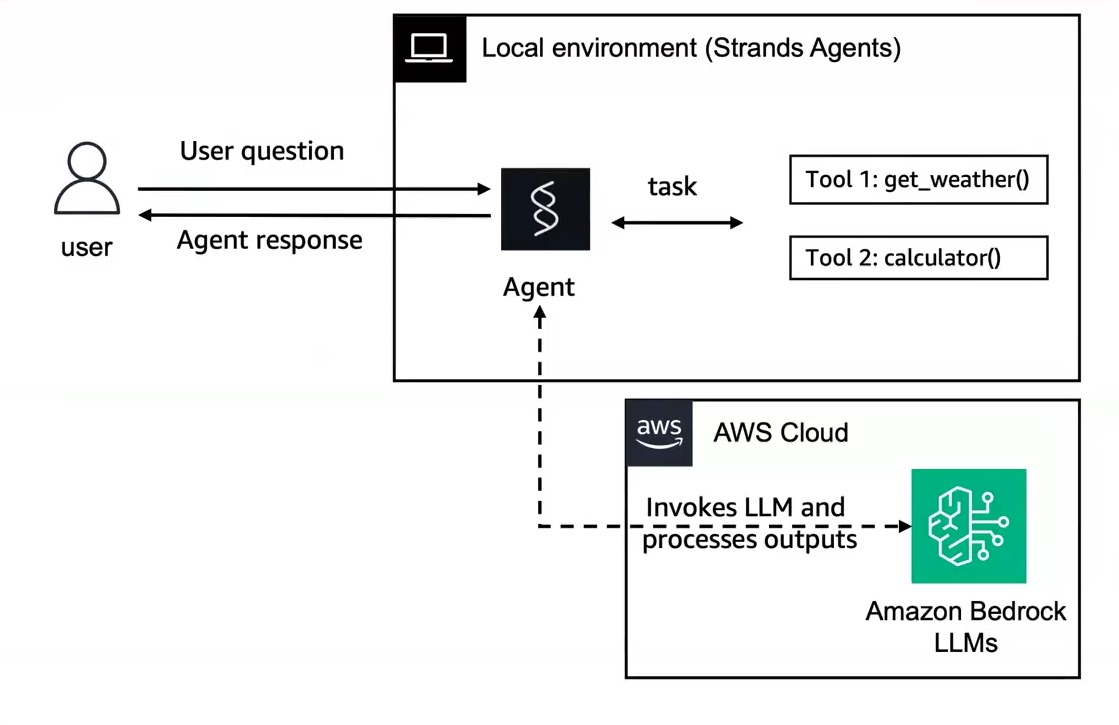 Local environment (Strands Agents)
User question
Agent response
user
Agent
task
Tool 1: get_weather()
Tool 2: calculator()
aws
AWS Cloud
Invokes LLM and
processes outputs
Amazon Bedrock
LLMs